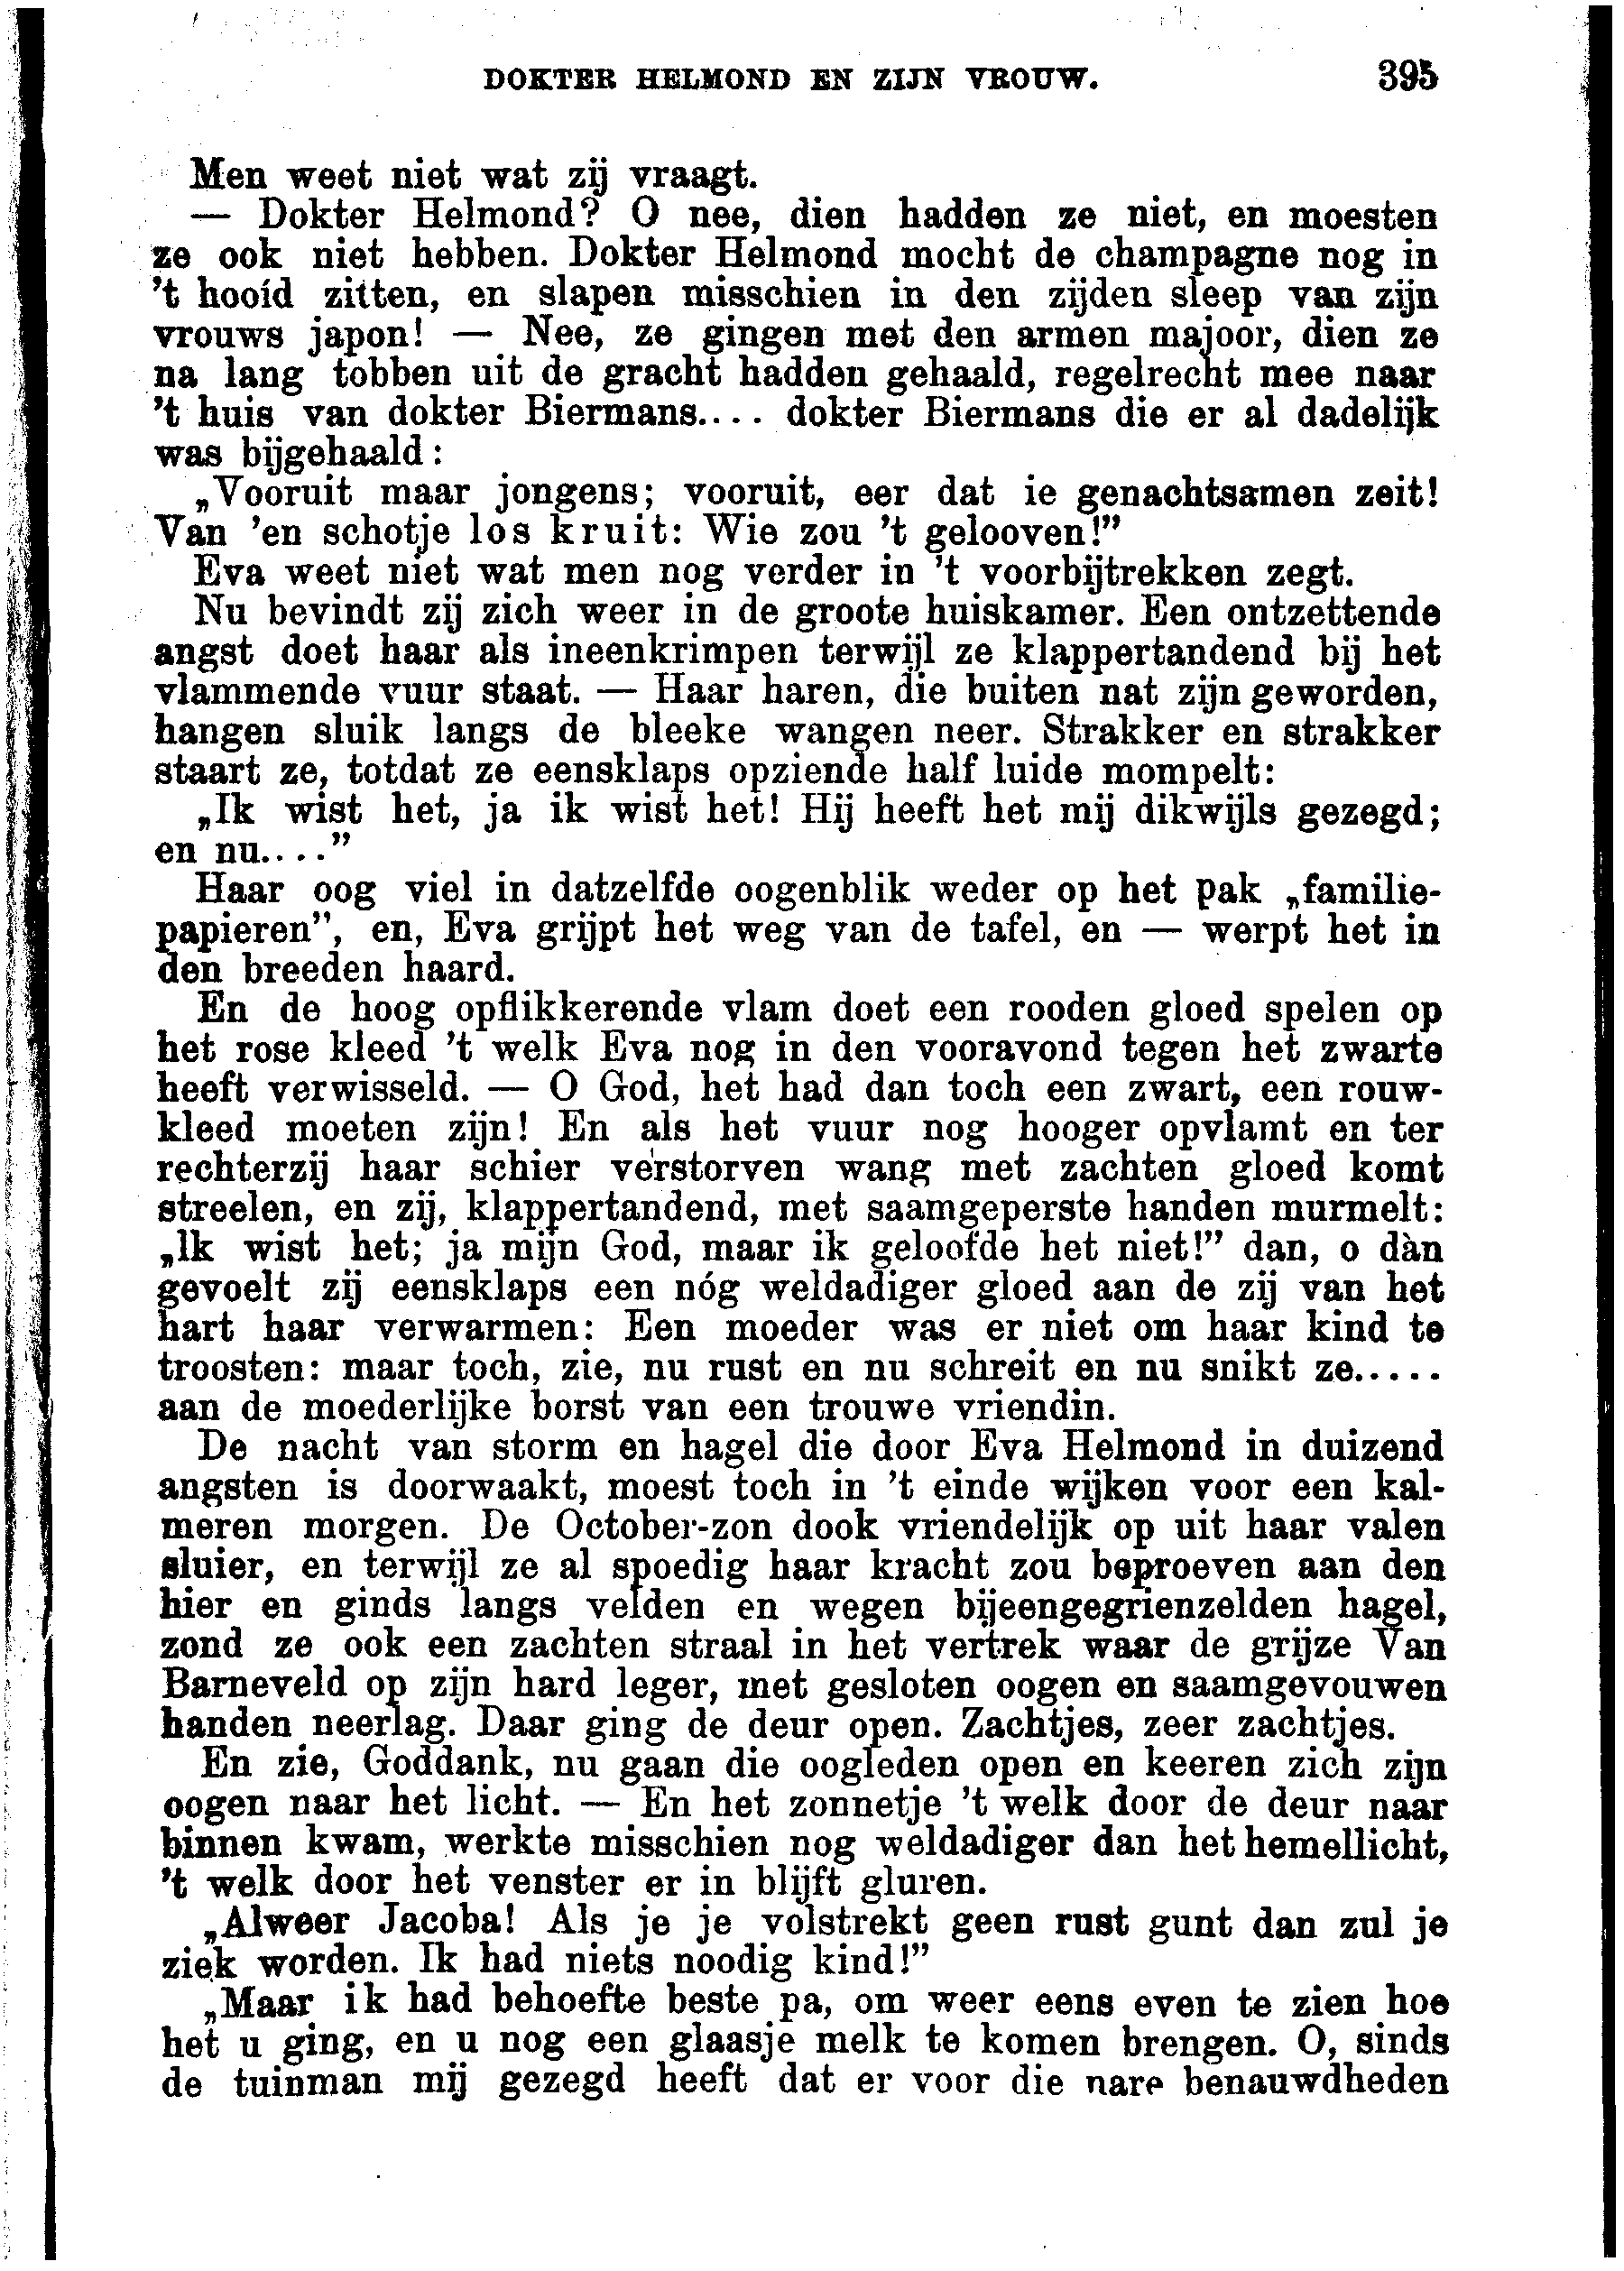 DOKTER HELMOND EN ZIJN VROUW. 395
Men weet niet wat zij vraagt.
— Dokter Helmond? O nee, dien hadden ze niet, en moesten
ze ook niet hebben. Dokter Helmond mocht de champagne nog in
't hoofd zitten, en slapen misschien in den zijden sleep van zijn
vrouws japon! — Nee, ze gingen met den armen majoor, dien ze
na lang tobben uit de gracht hadden gehaald, regelrecht mee naar
't huis van dokter Biermans.... dokter Biermans die er al dadelijk
was bijgehaald:
„Vooruit maar jongens; vooruit, eer dat ie genachtsamen zeit!
Van 'en schotje los kruit: Wie zou 't gelooven!”
Eva weet niet wat men nog verder in 't voorbijtrekken zegt.
Nu bevindt zij zich weer in de groote huiskamer. Een ontzettende
angst doet haar als ineenkrimpen terwijl ze klappertandend bij het
vlammende vuur staat. — Haar haren, die buiten nat zijn geworden,
hangen sluik langs de bleeke wangen neer. Strakker en strakker
staart ze, totdat ze eensklaps opziende half luide mompelt:
„Ik wist het, ja ik wist het! Hij heeft het mij dikwijls gezegd;
en nu....”
Haar oog viel in datzelfde oogenblik weder op het pak „familie-
papieren”, en, Eva grijpt het weg van de tafel, en — werpt het in
den breeden haard.
En de hoog opflikkerende vlam doet een rooden gloed spelen op
het rose kleed 't welk Eva nog in den vooravond tegen het zwarte
heeft verwisseld. — O God, het had dan toch een zwart, een rouw-
kleed moeten zijn! En als het vuur nog hooger opvlamt en ter
rechterzij haar schier verstorven wang met zachten gloed komt
streelen, en zij, klappertandend, met saamgeperste handen murmelt:
„Ik wist het; ja mijn God, maar ik geloofde het niet!” dan, o dàn
gevoelt zij eensklaps een nóg weldadiger gloed aan de zij van het
hart haar verwarmen: Een moeder was er niet om haar kind te
troosten: maar toch, zie, nu rust en nu schreit en nu snikt ze.....
aan de moederlijke borst van een trouwe vriendin.
De nacht van storm en hagel die door Eva Helmond in duizend
angsten is doorwaakt, moest toch in 't einde wijken voor een kal-
meren morgen. De October-zon dook vriendelijk op uit haar valen
sluier, en terwijl ze al spoedig haar kracht zou beproeven aan den
hier en ginds langs velden en wegen bijeengegrienzelden hagel,
zond ze ook een zachten straal in het vertrek waar de grijze Van
Barneveld op zijn hard leger, met gesloten oogen en saamgevouwen
handen neerlag. Daar ging de deur open. Zachtjes, zeer zachtjes.
En zie, Goddank, nu gaan die oogleden open en keeren zich zijn
oogen naar het licht. — En het zonnetje 't welk door de deur naar
binnen kwam, werkte misschien nog weldadiger dan het hemellicht,
't welk door het venster er in blijft gluren.
„Alweer Jacoba! Als je je volstrekt geen rust gunt dan zul je
ziek worden. Ik had niets noodig kind!”
„Maar ik had behoefte beste pa, om weer eens even te zien hoe
het u ging, en u nog een glaasje melk te komen brengen. O, sinds
de tuinman mij gezegd heeft dat er voor die nare benauwdheden